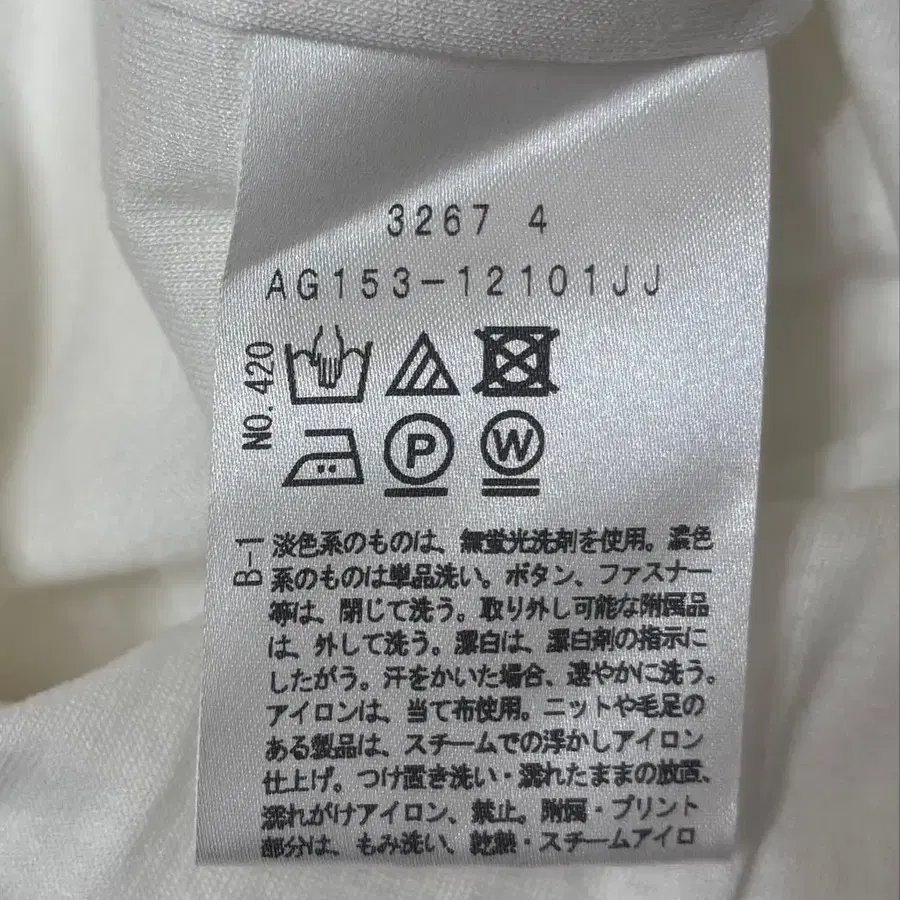 3267 4
AG153-12101JJ
NO. 420
P
W
B-1
淡色系のものは、無蛍光洗剤を使用。濃色
系のものは単品洗い。ボタン、ファスナー
等は、閉じて洗う。取り外し可能な附属品
は、外して洗う。漂白は、漂白剤の指示に
したがう。汗をかいた場合、速やかに洗う。
アイロンは、当て布使用。ニットや毛足の
ある製品は、スチームでの浮かしアイロン
仕上げ。つけ置き洗い・濡れたままの放置、
濡れがけアイロン、禁止。附属・プリント
部分は、もみ洗い、乾熱・スチームアイロ